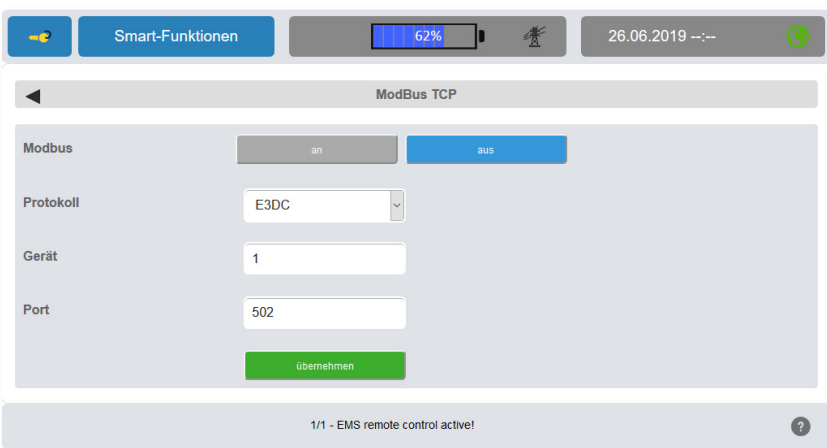 Smart-Funktionen
62%
26.06.2019 --:--
ModBus TCP
Modbus
an
aus
Protokoll
E3DC
Gerät
1
Port
502
übernehmen
1/1 - EMS remote control active!
?